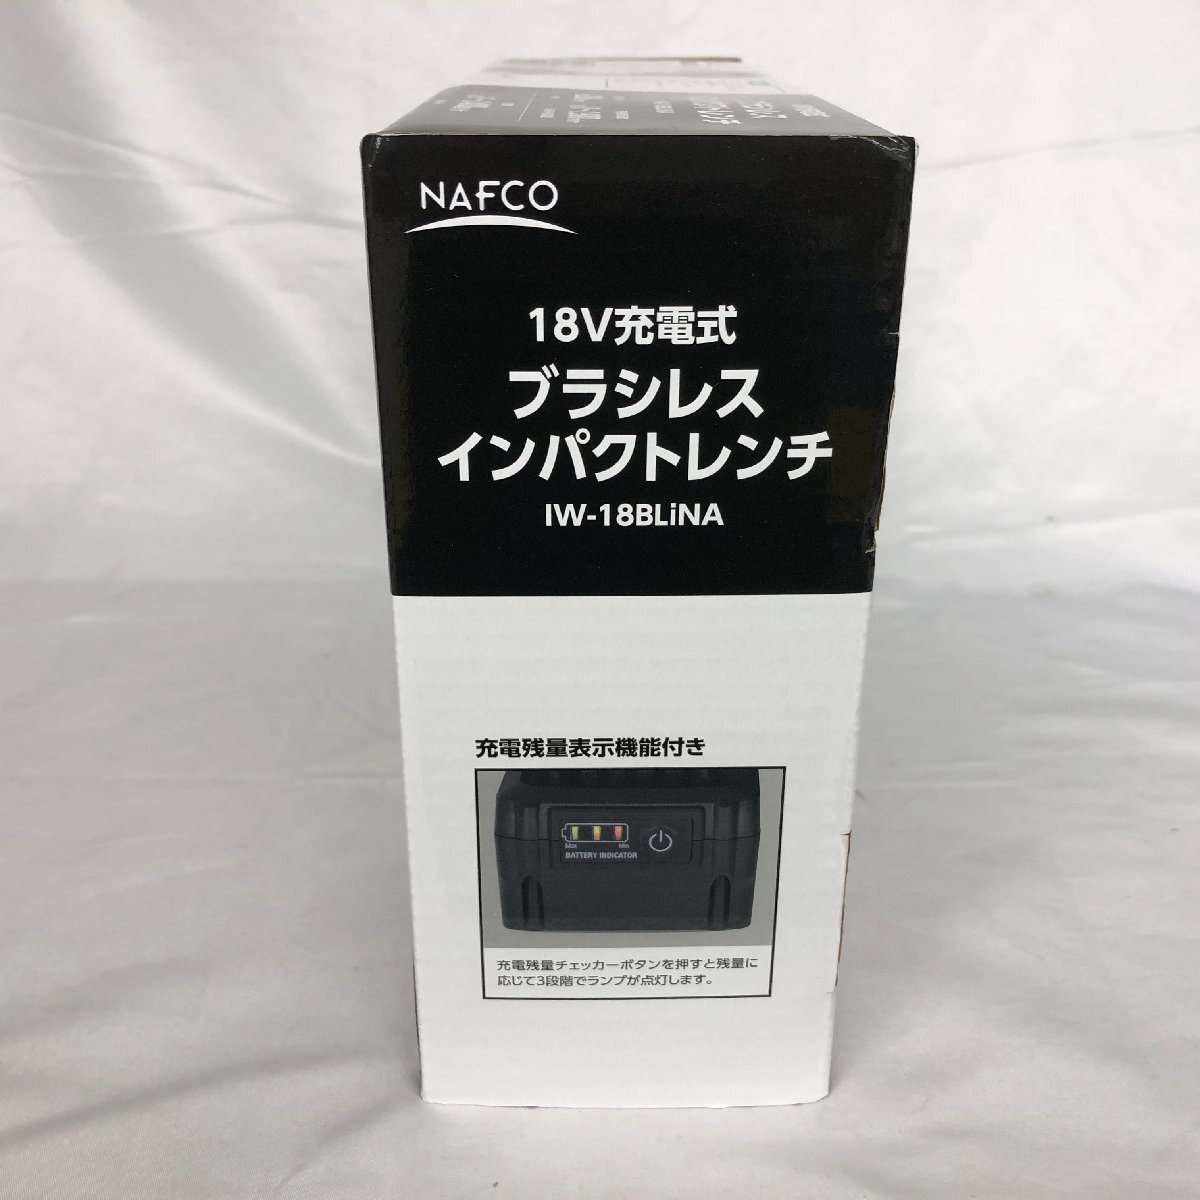 NAFCO
18V充電式
ブラシレス
インパクトレンチ
IW-18BLiNA
充電残量表示機能付き
Max Min
BATTERY INDICATOR
充電残量チェッカーボタンを押すと残量に
応じて3段階でランプが点灯します。